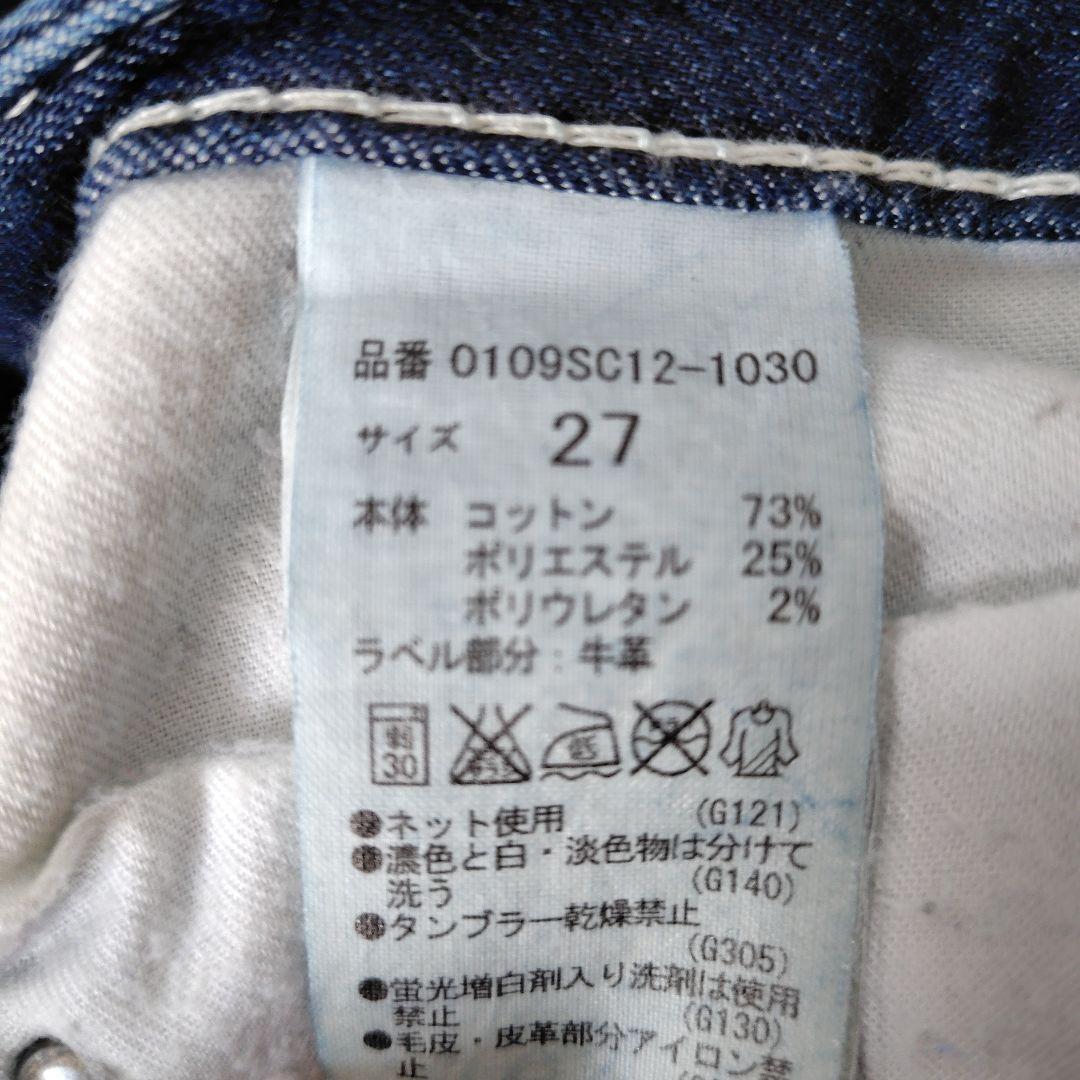 品番 0109SC12-1030
サイズ 27
本体 コットン 73%
ポリエステル 25%
ポリウレタン 2%
ラベル部分：牛革
軽 30 低
●ネット使用 (G121)
●濃色と白・淡色物は分けて
洗う (G140)
●タンブラー乾燥禁止
(G305)
●蛍光増白剤入り洗剤は使用
禁止 (G130)
●毛皮・皮革部分アイロン禁
止